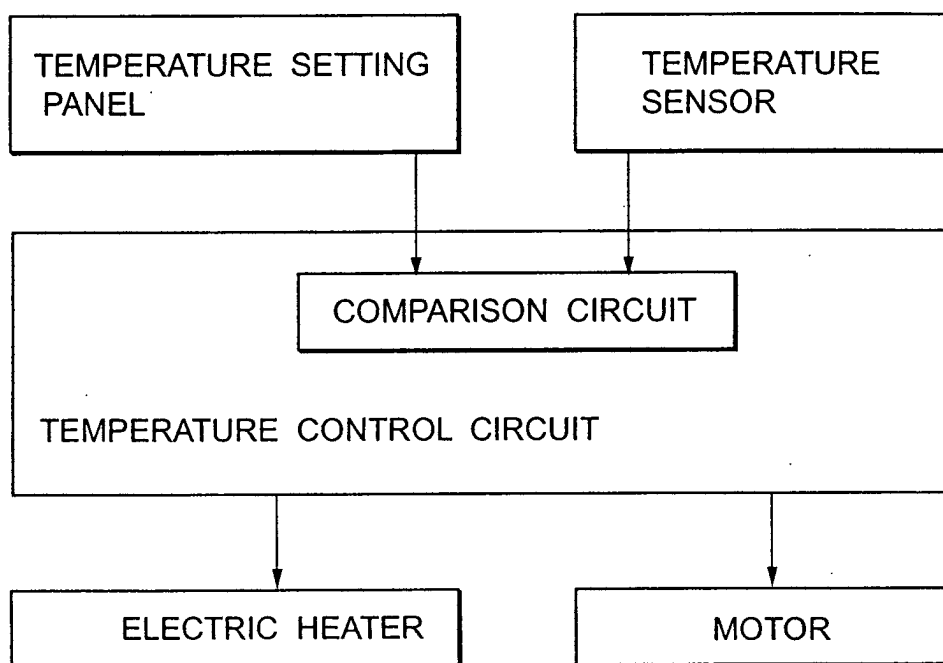 TEMPERATURE SETTING
PANEL
TEMPERATURE
SENSOR
COMPARISON CIRCUIT
TEMPERATURE CONTROL CIRCUIT
ELECTRIC HEATER
MOTOR